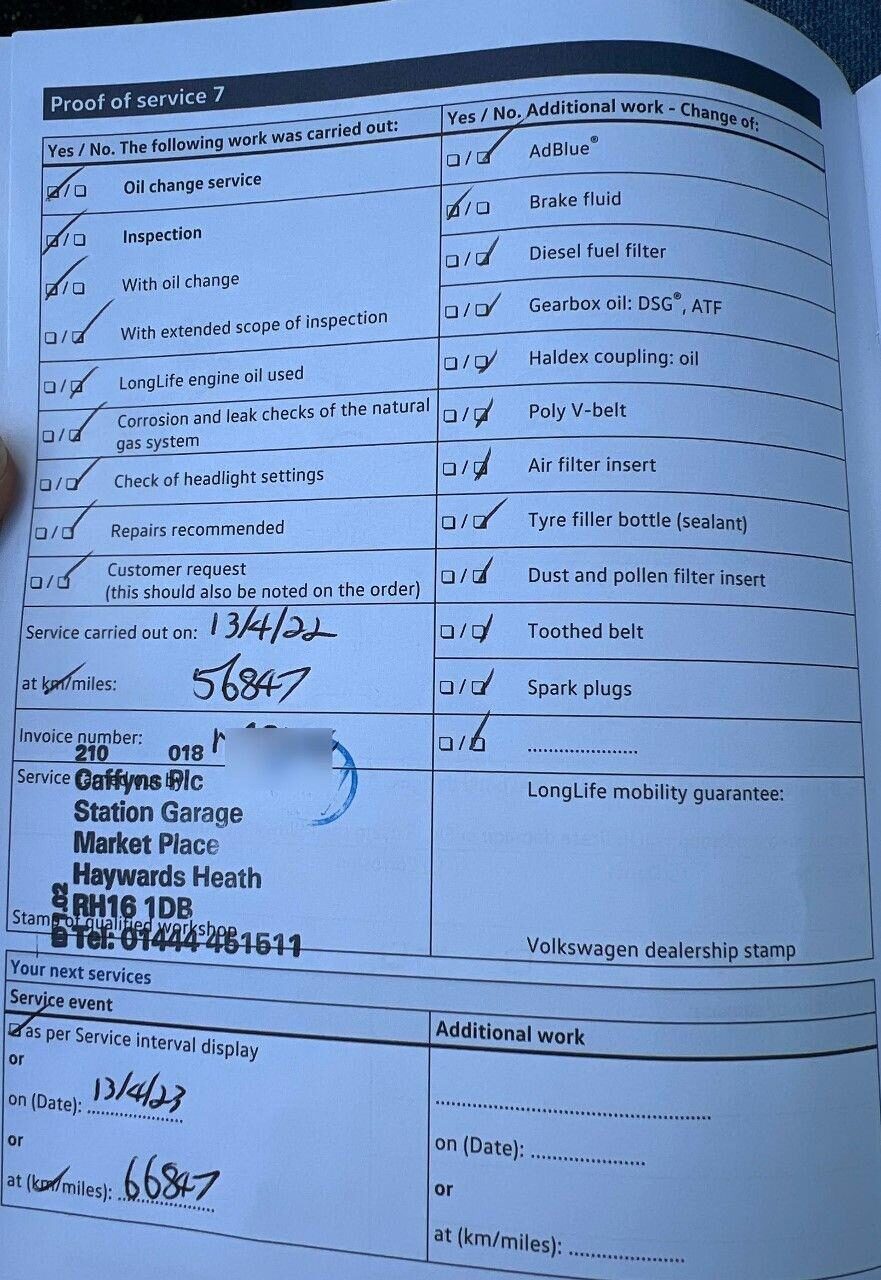 Proof of service 7
Yes / No. The following work was carried out:
☑/☐ Oil change service
☑/☐ Inspection
☑/☐ With oil change
☐/☑ With extended scope of inspection
☐/☑ LongLife engine oil used
☐/☑ Corrosion and leak checks of the natural
gas system
☐/☑ Check of headlight settings
☐/☑ Repairs recommended
☐/☑ Customer request
(this should also be noted on the order)
Service carried out on: 13/4/22
at km/miles: 56847
Invoice number:
210 018
Service
Caffyns Plc
Station Garage
Market Place
Haywards Heath
RH16 1DB
Stamp of qualified workshop
Tel: 01444 451511
Yes / No. Additional work - Change of:
☐/☑ AdBlue®
☑/☐ Brake fluid
☐/☑ Diesel fuel filter
☐/☑ Gearbox oil: DSG®, ATF
☐/☑ Haldex coupling: oil
☐/☑ Poly V-belt
☐/☑ Air filter insert
☐/☑ Tyre filler bottle (sealant)
☐/☑ Dust and pollen filter insert
☐/☑ Toothed belt
☐/☑ Spark plugs
☐/☑ ......................
LongLife mobility guarantee:
Volkswagen dealership stamp
Your next services
Service event
☑ as per Service interval display
or
on (Date): 13/4/23
or
at (km/miles): 66847
Additional work
..............................................
on (Date): ....................
or
at (km/miles): ....................